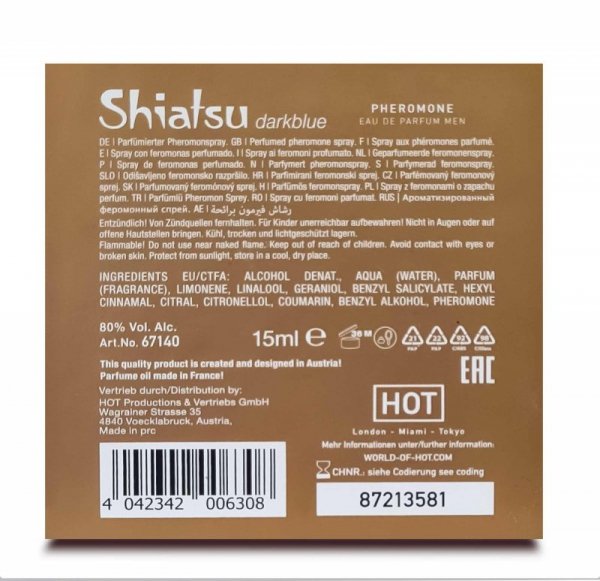 Shiatsu darkblue
PHEROMONE
EAU DE PARFUM MEN
DE | Parfümierter Pheromonspray. GB | Perfumed pheromone spray. F | Spray aux phéromones parfumé.
E | Spray con feromonas perfumado. I | Spray ai feromoni profumato. NL | Geparfumeerde feromonenspray.
P | Spray de feromonas perfumado. N | Parfymert pheromonspray. S | Parfymerad feromonspray.
SLO | Odišavljeno feromonsko razpršilo. HR | Parfimirani feromonski sprej. CZ | Parfémovaný feromonový
sprej. SK | Parfumovaný feromónový sprej. H | Parfümös feromonspray. PL | Spray z feromonami o zapachu
perfum. TR | Parfümlü Pheromon Sprey. RO | Spray cu feromoni parfumat. RUS | Ароматизированный
феромонный спрей. AE | رشاش فيرمون برائحة
Entzündlich! Von Zündquellen fernhalten. Für Kinder unerreichbar aufbewahren! Nicht in Augen oder auf
offene Hautstellen bringen. Kühl, trocken und lichtgeschützt lagern.
Flammable! Do not use near naked flame. Keep out of reach of children. Avoid contact with eyes or
broken skin. Protect from sunlight, store in a cool, dry place.
INGREDIENTS EU/CTFA: ALCOHOL DENAT., AQUA (WATER), PARFUM
(FRAGRANCE), LIMONENE, LINALOOL, GERANIOL, BENZYL SALICYLATE, HEXYL
CINNAMAL, CITRAL, CITRONELLOL, COUMARIN, BENZYL ALKOHOL, PHEROMONE
80% Vol. Alc.
Art.No. 67140
15ml e
36 M
21 PAP
22 PAP
92
98
This quality product is created and designed in Austria!
Parfume oil made in France!
EAC
Vertrieb durch/Distribution by:
HOT Productions & Vertriebs GmbH
Wagrainer Strasse 35
4840 Voecklabruck, Austria,
Made in prc
HOT
London - Miami - Tokyo
Mehr Informationen unter/further information:
WORLD-OF-HOT.COM
CHNR.: siehe Codierung see coding
4 042342 006308
87213581